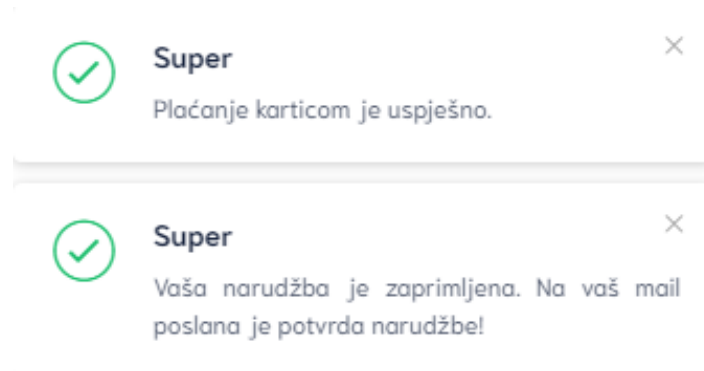 Super
Plaćanje karticom je uspješno.
Super
Vaša narudžba je zaprimljena. Na vaš mail
poslana je potvrda narudžbe!